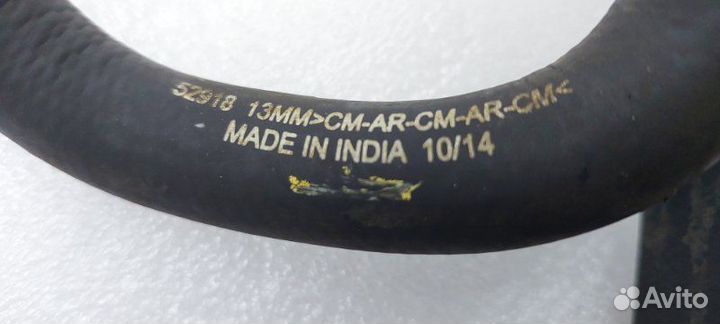 52918 13MM>CM-AR-CM-AR-CM<
MADE IN INDIA 10/14
Avito